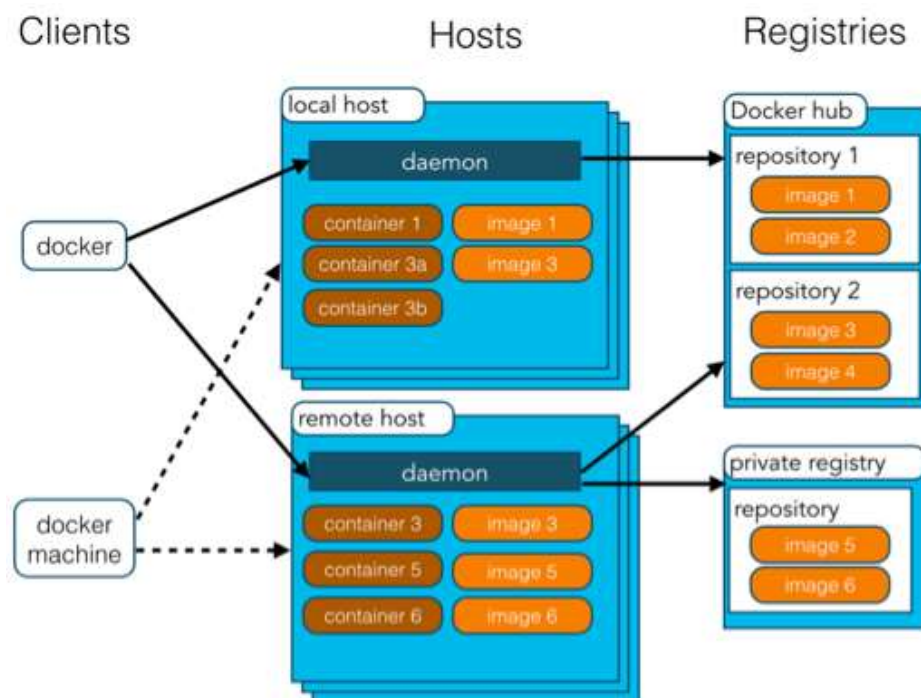 Clients
Hosts
Registries
local host
daemon
container 1
image 1
container 3a
image 3
container 3b
remote host
daemon
container 3
image 3
container 5
image 5
container 6
image 6
docker
docker
machine
Docker hub
repository 1
image 1
image 2
repository 2
image 3
image 4
private registry
repository
image 5
image 6